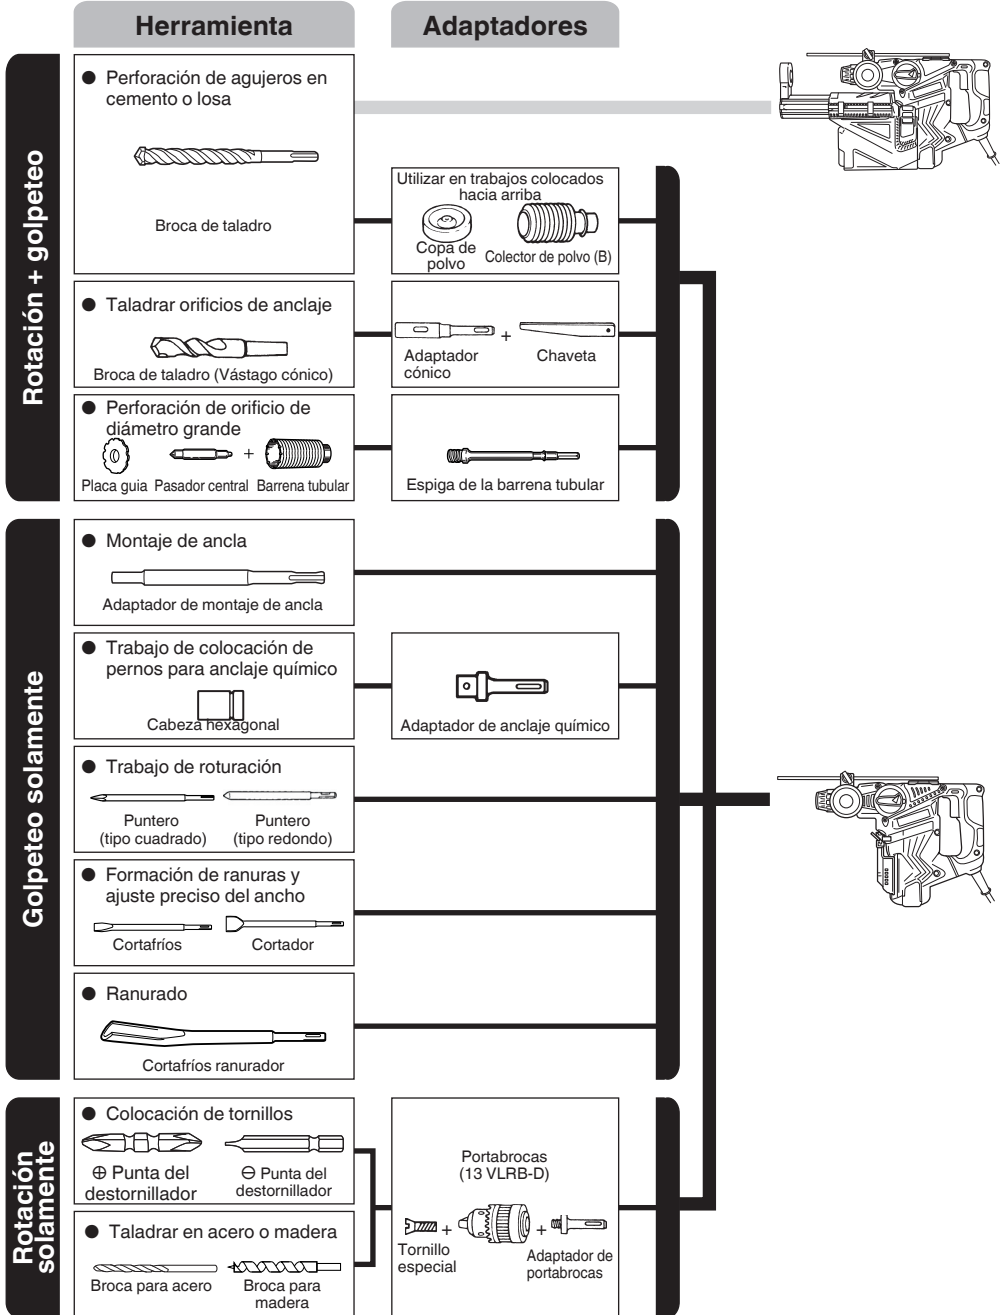 Herramienta
Adaptadores
Rotación + golpeteo
● Perforación de agujeros en
cemento o losa
Broca de taladro
Utilizar en trabajos colocados
hacia arriba
Copa de
polvo
Colector de polvo (B)
● Taladrar orificios de anclaje
Broca de taladro (Vástago cónico)
+
Adaptador
cónico
Chaveta
● Perforación de orificio de
diámetro grande
+
Placa guia Pasador central Barrena tubular
Espiga de la barrena tubular
Golpeteo solamente
● Montaje de ancla
Adaptador de montaje de ancla
● Trabajo de colocación de
pernos para anclaje químico
Cabeza hexagonal
Adaptador de anclaje químico
● Trabajo de roturación
Puntero
(tipo cuadrado)
Puntero
(tipo redondo)
● Formación de ranuras y
ajuste preciso del ancho
Cortafríos
Cortador
● Ranurado
Cortafríos ranurador
Rotación
solamente
● Colocación de tornillos
⊕ Punta del
destornillador
⊖ Punta del
destornillador
● Taladrar en acero o madera
Broca para acero
Broca para
madera
Portabrocas
(13 VLRB-D)
+ +
Tornillo
especial
Adaptador de
portabrocas